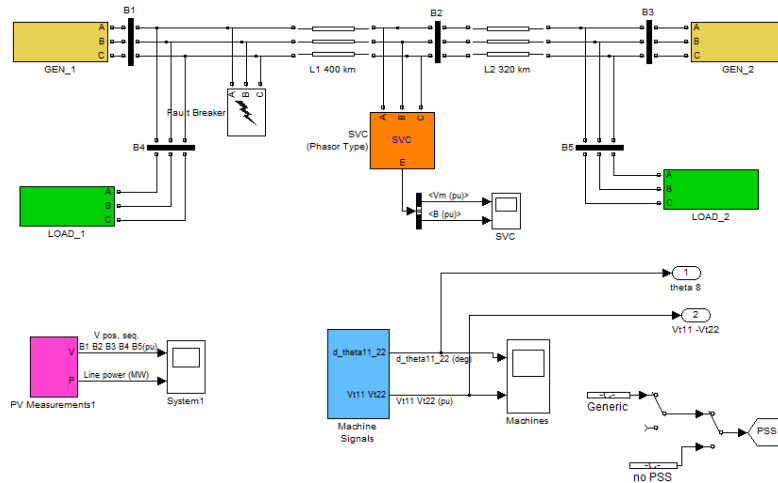 B1
B2
B3
A
B
C
GEN_1
L1 400 km
L2 320 km
A
B
C
GEN_2
A B C
Fault Breaker
A B C
SVC
(Phasor Type)
SVC
E
B4
B5
A
B
C
LOAD_1
A
B
C
LOAD_2
<Vm (pu)>
<B (pu)>
SVC
1
theta 8
2
Vt11 -Vt22
V pos. seq.
B1 B2 B3 B4 B5(pu)
V
Line power (MW)
P
PV Measurements1
System1
d_theta11_22
d_theta11_22 (deg)
Vt11 Vt22
Vt11 Vt22 (pu)
Machine
Signals
Machines
Generic
no PSS
PSS